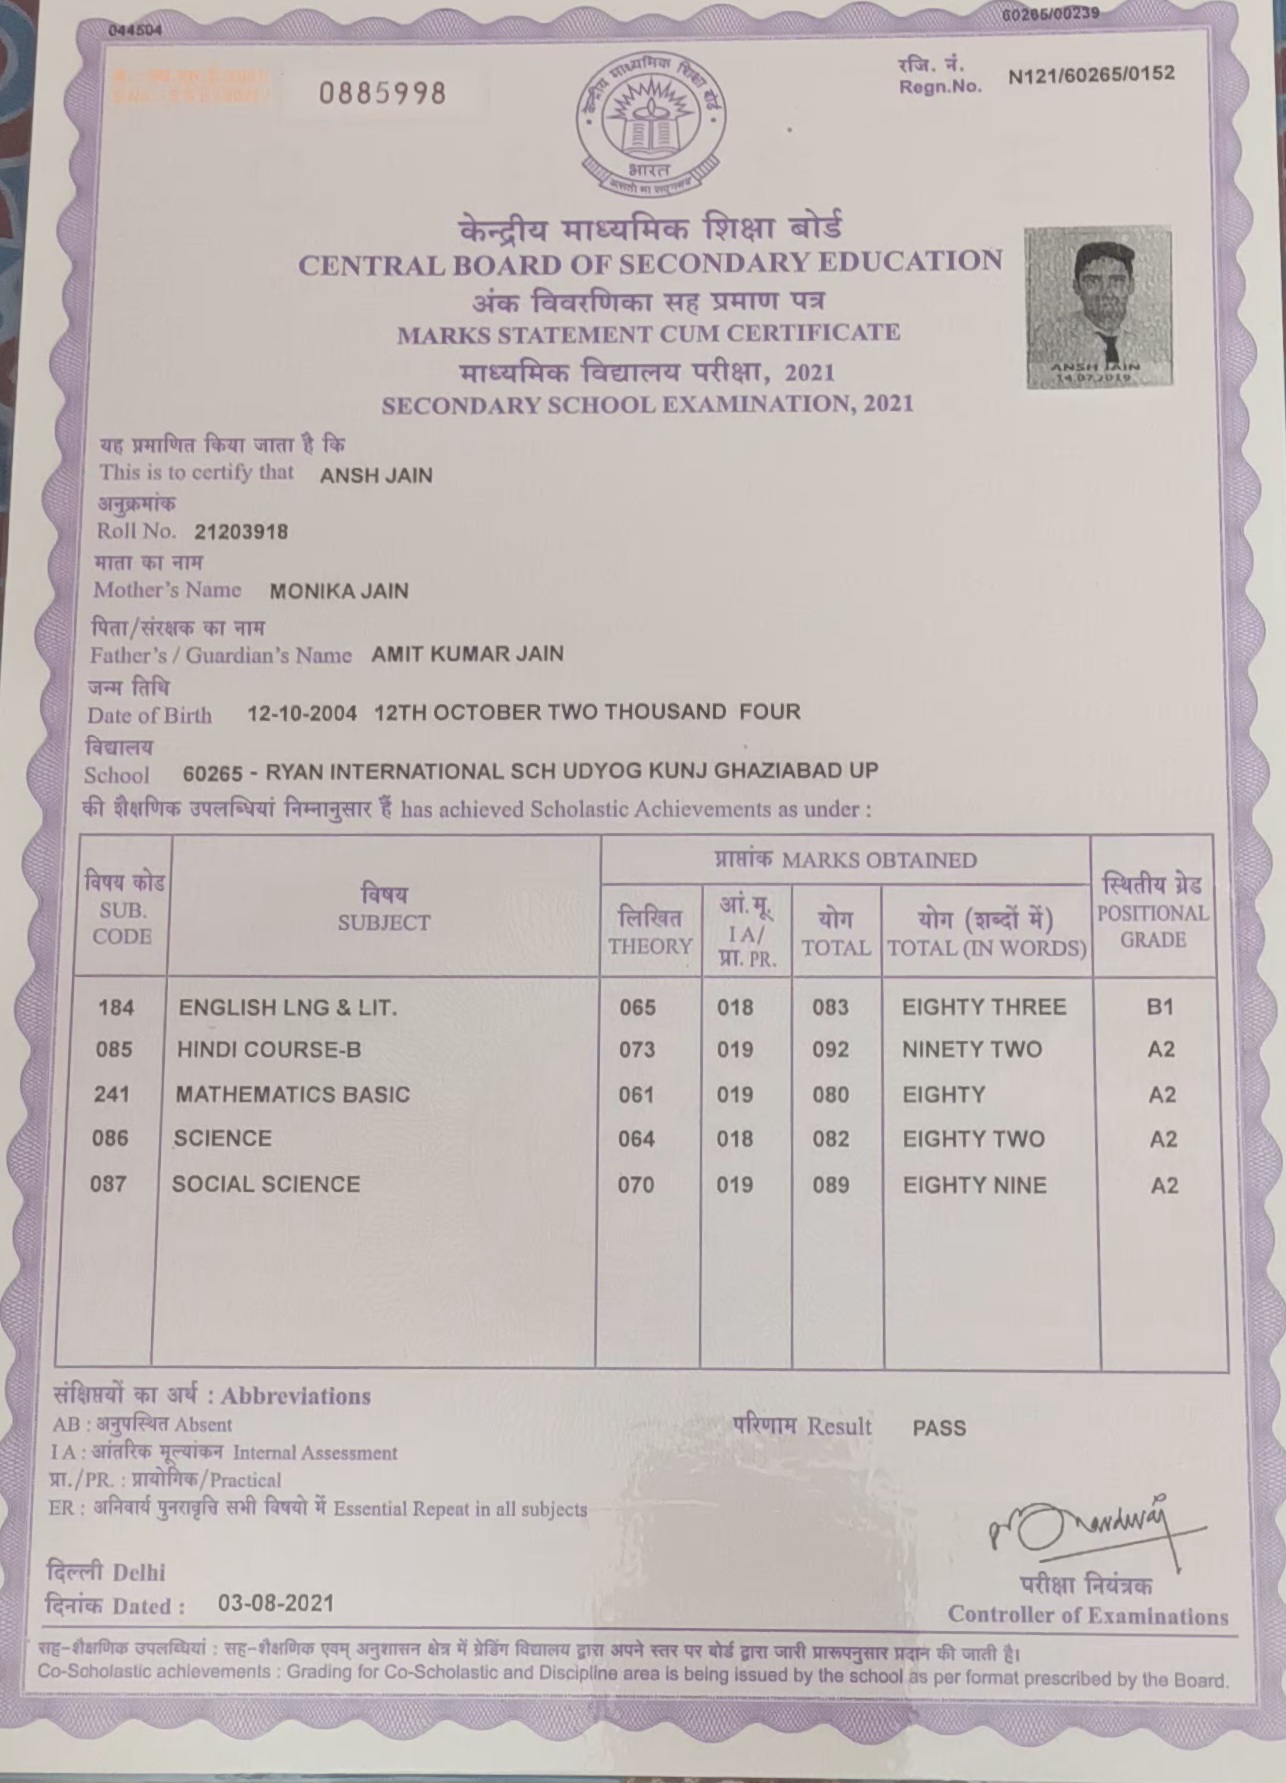 044504
60265/00239
0885998
रजि. नं.
Regn.No. N121/60265/0152
केन्द्रीय माध्यमिक शिक्षा बोर्ड
भारत
असतो मा सद्गमय
केन्द्रीय माध्यमिक शिक्षा बोर्ड
CENTRAL BOARD OF SECONDARY EDUCATION
अंक विवरणिका सह प्रमाण पत्र
MARKS STATEMENT CUM CERTIFICATE
माध्यमिक विद्यालय परीक्षा, 2021
SECONDARY SCHOOL EXAMINATION, 2021
ANSH JAIN
14.07.2019
यह प्रमाणित किया जाता है कि
This is to certify that ANSH JAIN
अनुक्रमांक
Roll No. 21203918
माता का नाम
Mother's Name MONIKA JAIN
पिता/संरक्षक का नाम
Father's / Guardian's Name AMIT KUMAR JAIN
जन्म तिथि
Date of Birth 12-10-2004 12TH OCTOBER TWO THOUSAND FOUR
विद्यालय
School 60265 - RYAN INTERNATIONAL SCH UDYOG KUNJ GHAZIABAD UP
की शैक्षणिक उपलब्धियां निम्नानुसार हैं has achieved Scholastic Achievements as under :
विषय कोड
SUB.
CODE
विषय
SUBJECT
प्राप्तांक MARKS OBTAINED
लिखित
THEORY
आं.मू.
I A/
प्रा. PR.
योग
TOTAL
योग (शब्दों में)
TOTAL (IN WORDS)
स्थितीय ग्रेड
POSITIONAL
GRADE
184 ENGLISH LNG & LIT. 065 018 083 EIGHTY THREE B1
085 HINDI COURSE-B 073 019 092 NINETY TWO A2
241 MATHEMATICS BASIC 061 019 080 EIGHTY A2
086 SCIENCE 064 018 082 EIGHTY TWO A2
087 SOCIAL SCIENCE 070 019 089 EIGHTY NINE A2
संक्षिप्तयों का अर्थ : Abbreviations
AB : अनुपस्थित Absent
I A : आंतरिक मूल्यांकन Internal Assessment
प्रा./PR. : प्रायोगिक/Practical
ER : अनिवार्य पुनरावृत्ति सभी विषयो में Essential Repeat in all subjects
परिणाम Result PASS
दिल्ली Delhi
दिनांक Dated : 03-08-2021
परीक्षा नियंत्रक
Controller of Examinations
सह-शैक्षणिक उपलब्धियां : सह-शैक्षणिक एवम् अनुशासन क्षेत्र में ग्रेडिंग विद्यालय द्वारा अपने स्तर पर बोर्ड द्वारा जारी प्रारूपनुसार प्रदान की जाती है।
Co-Scholastic achievements : Grading for Co-Scholastic and Discipline area is being issued by the school as per format prescribed by the Board.